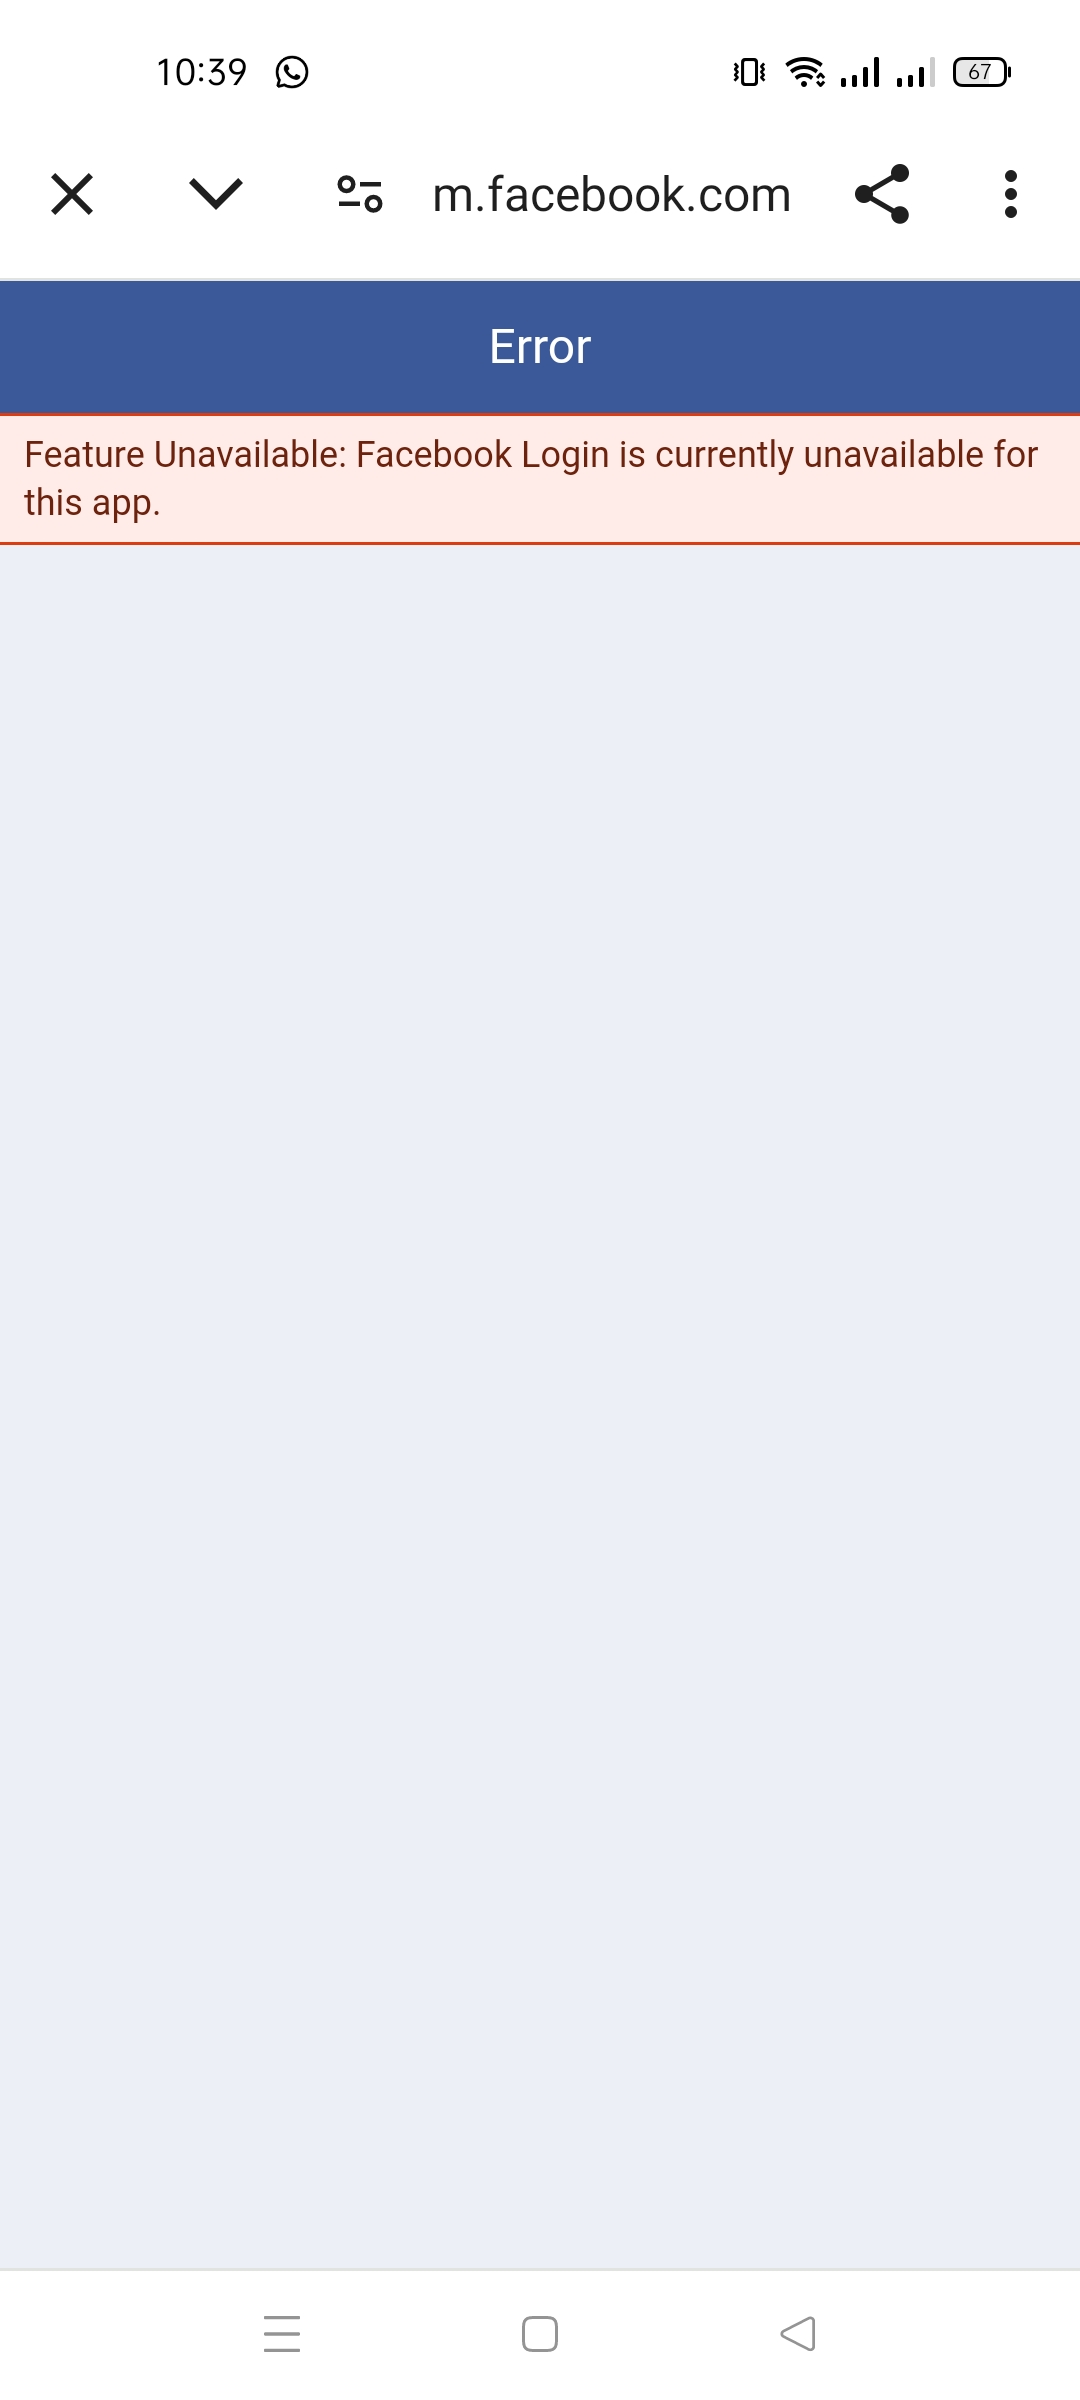 10:39
67
m.facebook.com
Error
Feature Unavailable: Facebook Login is currently unavailable for
this app.